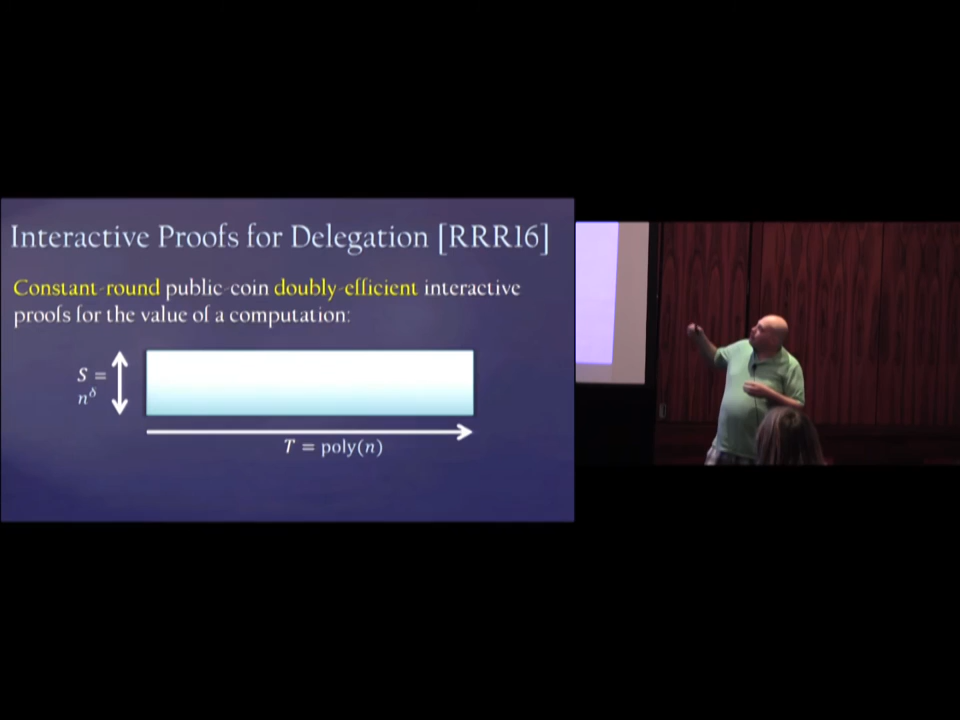 Interactive Proofs for Delegation [RRR16]
Constant-round public-coin doubly-efficient interactive
proofs for the value of a computation:
S =
n^δ
T = poly(n)